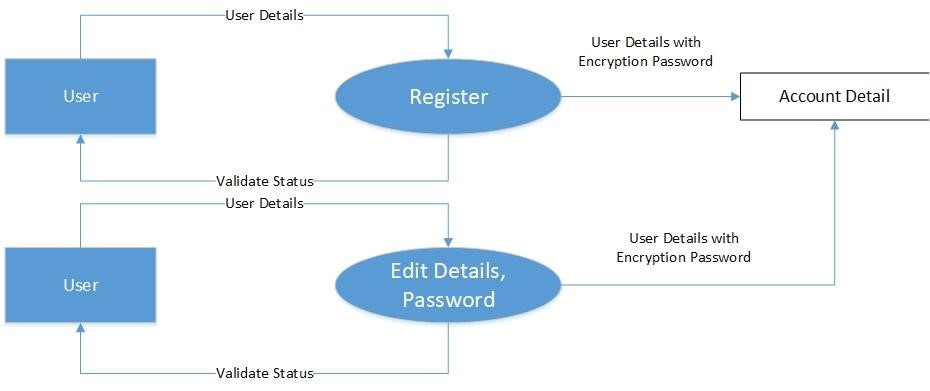 User Details
User Details with
Encryption Password
User
Register
Account Detail
Validate Status
User Details
User Details with
Encryption Password
User
Edit Details,
Password
Validate Status